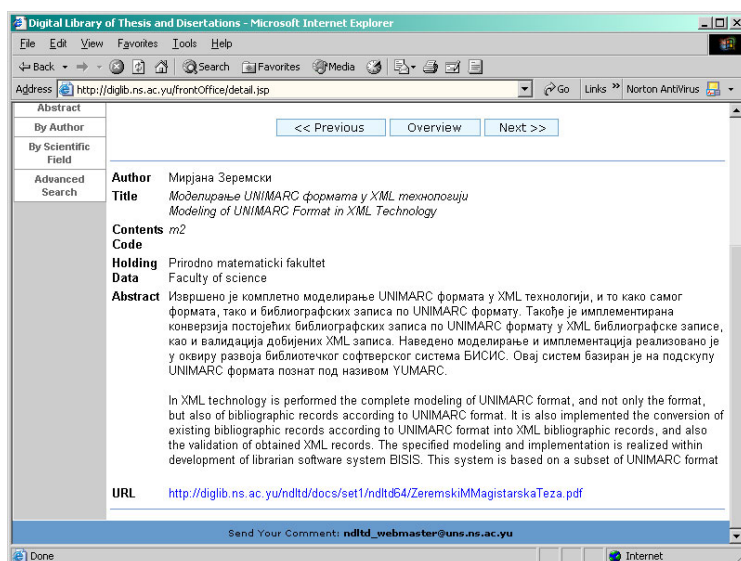 Digital Library of Thesis and Disertations - Microsoft Internet Explorer
File Edit View Favorites Tools Help
Back Search Favorites Media
Address http://diglib.ns.ac.yu/frontOffice/detail.jsp Go Links » Norton AntiVirus
Abstract
By Author
By Scientific
Field
Advanced
Search
<< Previous Overview Next >>
Author Мирјана Зеремски
Title Моделирање UNIMARC формата у XML технологији
Modeling of UNIMARC Format in XML Technology
Contents m2
Code
Holding Prirodno matematicki fakultet
Data Faculty of science
Abstract Извршено је комплетно моделирање UNIMARC формата у XML технологији, и то како самог
формата, тако и библиографских записа по UNIMARC формату. Такође је имплементирана
конверзија постојећих библиографских записа по UNIMARC формату у XML библиографске записе,
као и валидација добијених XML записа. Наведено моделирање и имплементација реализовано је
у оквиру развоја библиотечког софтверског система БИСИС. Овај систем базиран је на подскупу
UNIMARC формата познат под називом YUMARC.
In XML technology is performed the complete modeling of UNIMARC format, and not only the format,
but also of bibliographic records according to UNIMARC format. It is also implemented the conversion of
existing bibliographic records according to UNIMARC format into XML bibliographic records, and also
the validation of obtained XML records. The specified modeling and implementation is realized within
development of librarian software system BISIS. This system is based on a subset of UNIMARC format
URL http://diglib.ns.ac.yu/ndltd/docs/set1/ndltd64/ZeremskiMMagistarskaTeza.pdf
Send Your Comment: ndltd_webmaster@uns.ns.ac.yu
Done Internet